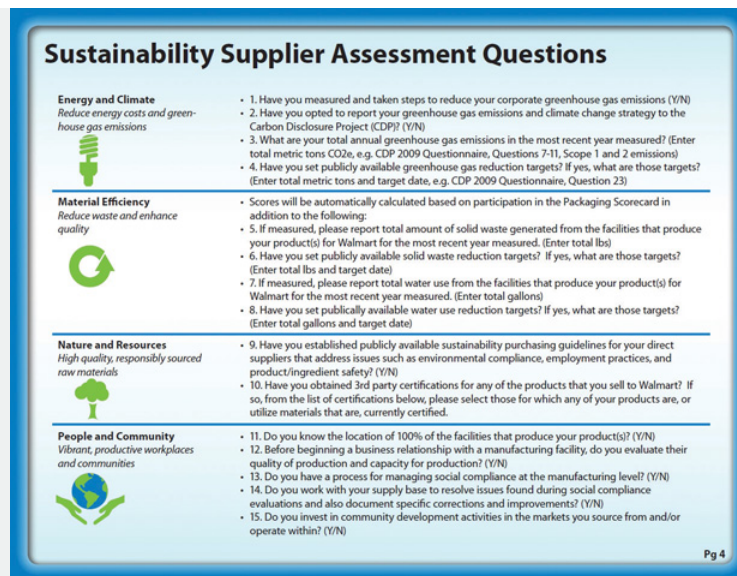 Sustainability Supplier Assessment Questions
Energy and Climate
Reduce energy costs and green-
house gas emissions
• 1. Have you measured and taken steps to reduce your corporate greenhouse gas emissions (Y/N)
• 2. Have you opted to report your greenhouse gas emissions and climate change strategy to the
Carbon Disclosure Project (CDP)? (Y/N)
• 3. What are your total annual greenhouse gas emissions in the most recent year measured? (Enter
total metric tons CO2e, e.g. CDP 2009 Questionnaire, Questions 7-11, Scope 1 and 2 emissions)
• 4. Have you set publicly available greenhouse gas reduction targets? If yes, what are those targets?
(Enter total metric tons and target date, e.g. CDP 2009 Questionnaire, Question 23)
Material Efficiency
Reduce waste and enhance
quality
• Scores will be automatically calculated based on participation in the Packaging Scorecard in
addition to the following:
• 5. If measured, please report total amount of solid waste generated from the facilities that produce
your product(s) for Walmart for the most recent year measured. (Enter total lbs)
• 6. Have you set publicly available solid waste reduction targets? If yes, what are those targets?
(Enter total lbs and target date)
• 7. If measured, please report total water use from the facilities that produce your product(s) for
Walmart for the most recent year measured. (Enter total gallons)
• 8. Have you set publically available water use reduction targets? If yes, what are those targets?
(Enter total gallons and target date)
Nature and Resources
High quality, responsibly sourced
raw materials
• 9. Have you established publicly available sustainability purchasing guidelines for your direct
suppliers that address issues such as environmental compliance, employment practices, and
product/ingredient safety? (Y/N)
• 10. Have you obtained 3rd party certifications for any of the products that you sell to Walmart? If
so, from the list of certifications below, please select those for which any of your products are, or
utilize materials that are, currently certified.
People and Community
Vibrant, productive workplaces
and communities
• 11. Do you know the location of 100% of the facilities that produce your product(s)? (Y/N)
• 12. Before beginning a business relationship with a manufacturing facility, do you evaluate their
quality of production and capacity for production? (Y/N)
• 13. Do you have a process for managing social compliance at the manufacturing level? (Y/N)
• 14. Do you work with your supply base to resolve issues found during social compliance
evaluations and also document specific corrections and improvements? (Y/N)
• 15. Do you invest in community development activities in the markets you source from and/or
operate within? (Y/N)
Pg 4